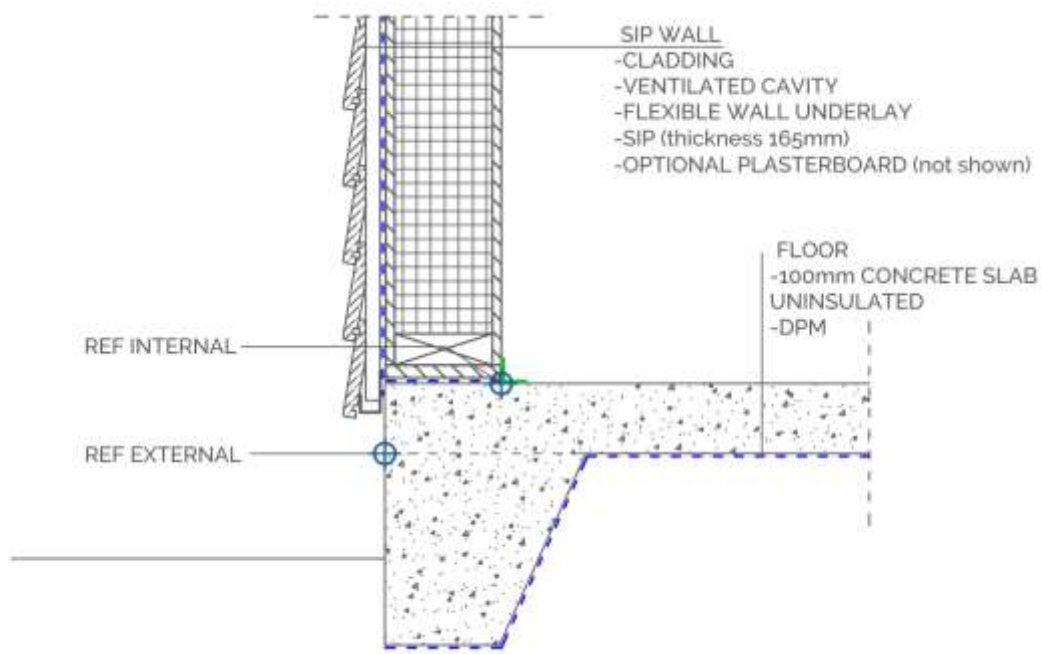 SIP WALL
-CLADDING
-VENTILATED CAVITY
-FLEXIBLE WALL UNDERLAY
-SIP (thickness 165mm)
-OPTIONAL PLASTERBOARD (not shown)
FLOOR
-100mm CONCRETE SLAB
UNINSULATED
-DPM
REF INTERNAL
REF EXTERNAL